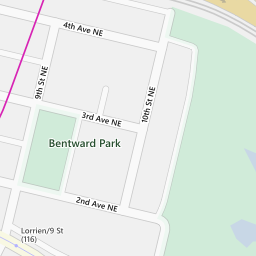 4th Ave NE
9th St NE
10th St NE
3rd Ave NE
Bentward Park
2nd Ave NE
Lorrien/9 St
(116)